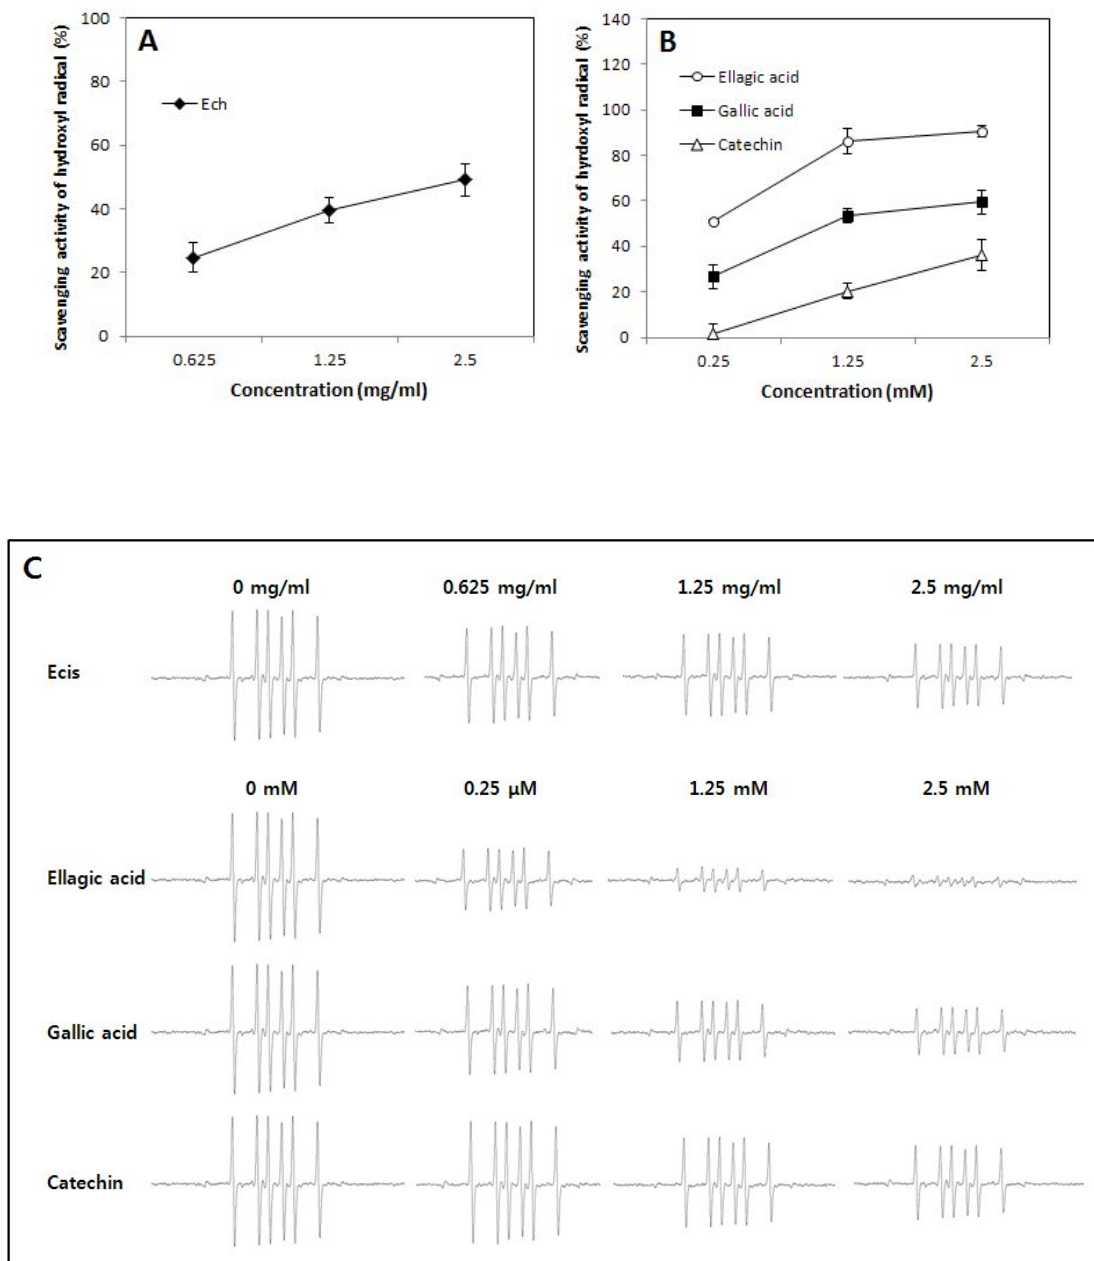 A
Scavenging activity of hydroxyl radical (%)
100
80
60
40
20
0
Ech
0.625 1.25 2.5
Concentration (mg/ml)
B
Scavenging activity of hyrdoxyl radical (%)
140
120
100
80
60
40
20
0
Ellagic acid
Gallic acid
Catechin
0.25 1.25 2.5
Concentration (mM)
C
0 mg/ml 0.625 mg/ml 1.25 mg/ml 2.5 mg/ml
Ecis
0 mM 0.25 μM 1.25 mM 2.5 mM
Ellagic acid
Gallic acid
Catechin